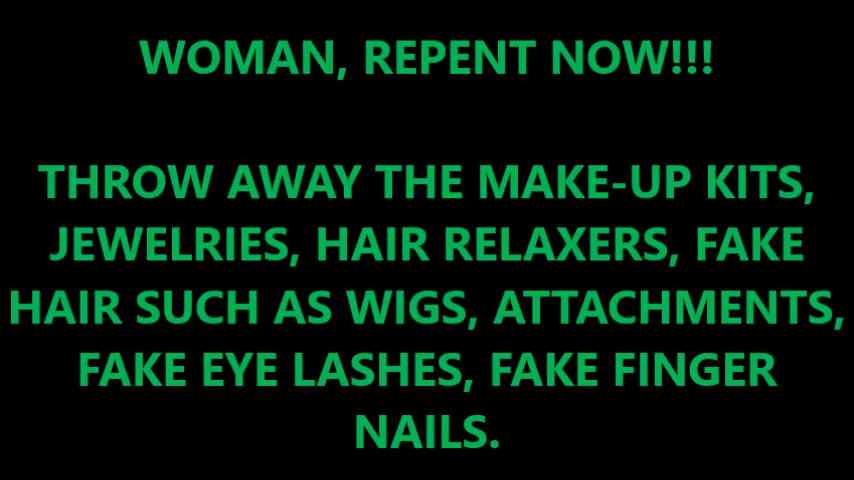 WOMAN, REPENT NOW!!!
THROW AWAY THE MAKE-UP KITS,
JEWELRIES, HAIR RELAXERS, FAKE
HAIR SUCH AS WIGS, ATTACHMENTS,
FAKE EYE LASHES, FAKE FINGER
NAILS.